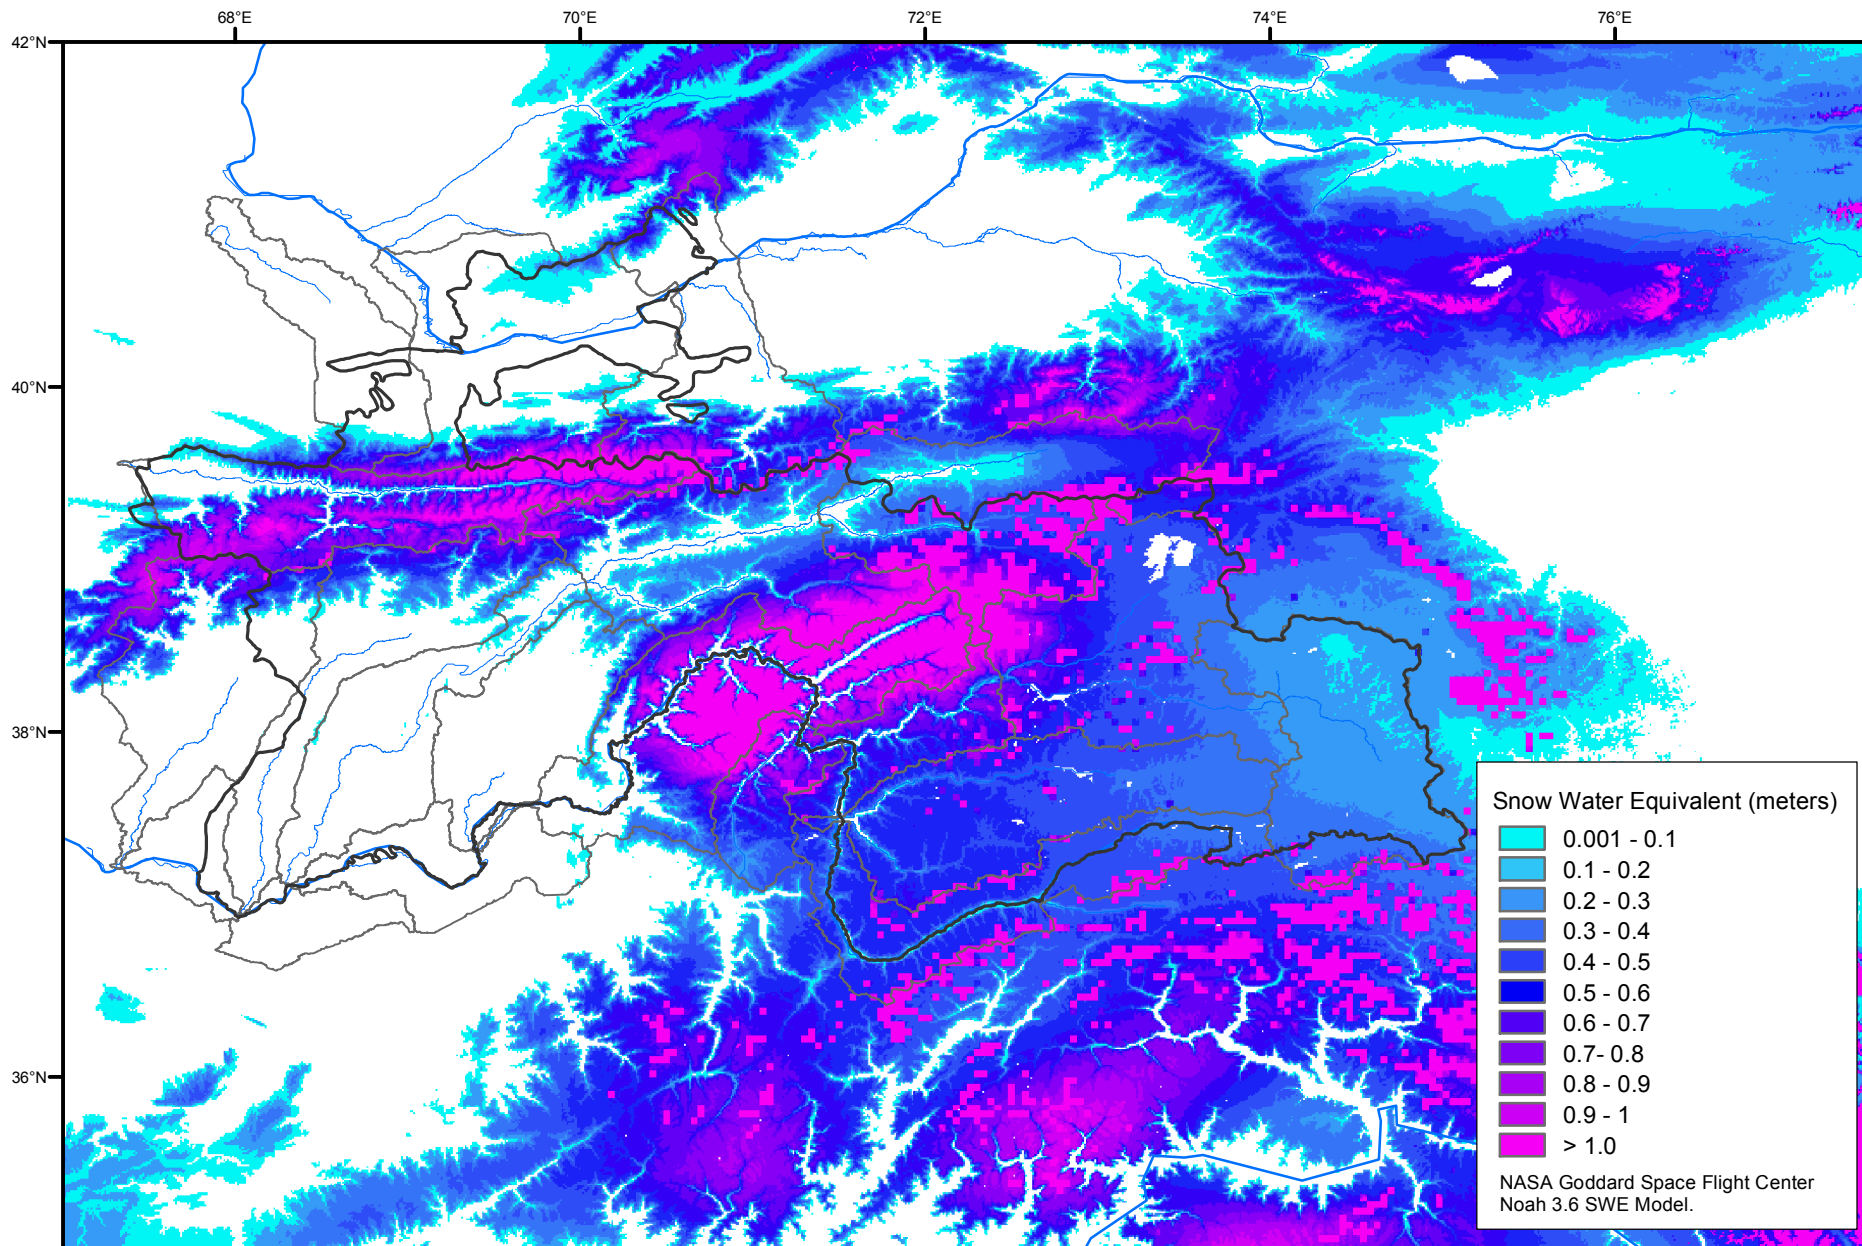 68°E
70°E
72°E
74°E
76°E
42°N
40°N
38°N
36°N
Snow Water Equivalent (meters)
0.001 - 0.1
0.1 - 0.2
0.2 - 0.3
0.3 - 0.4
0.4 - 0.5
0.5 - 0.6
0.6 - 0.7
0.7- 0.8
0.8 - 0.9
0.9 - 1
> 1.0
NASA Goddard Space Flight Center
Noah 3.6 SWE Model.